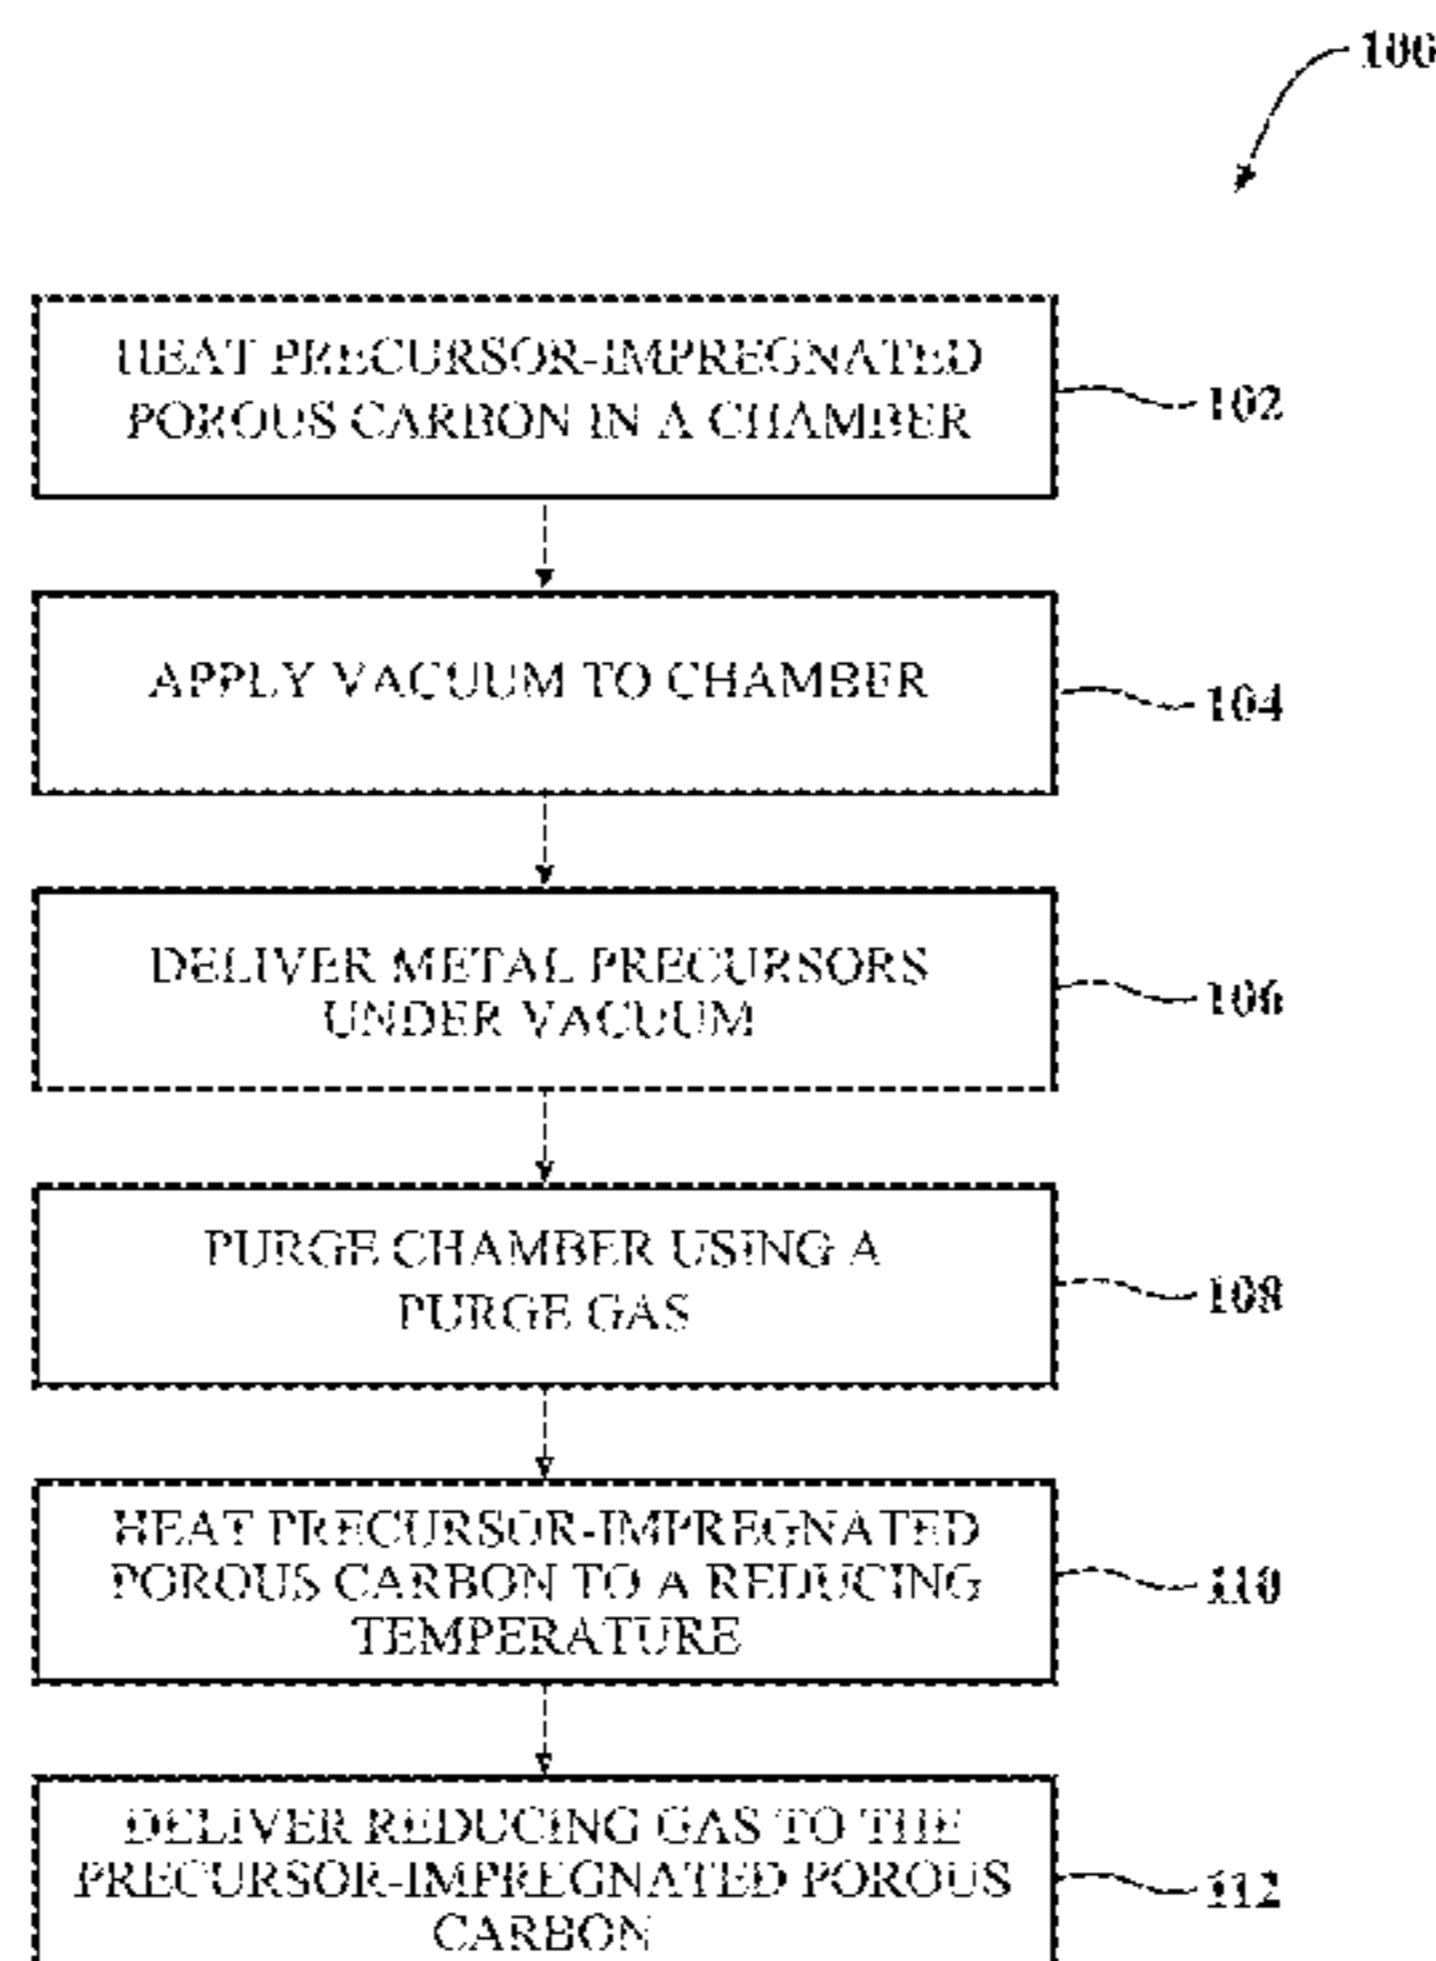 100
HEAT PRECURSOR-IMPREGNATED
POROUS CARBON IN A CHAMBER
102
APPLY VACUUM TO CHAMBER
104
DELIVER METAL PRECURSORS
UNDER VACUUM
106
PURGE CHAMBER USING A
PURGE GAS
108
HEAT PRECURSOR-IMPREGNATED
POROUS CARBON TO A REDUCING
TEMPERATURE
110
DELIVER REDUCING GAS TO THE
PRECURSOR-IMPREGNATED POROUS
CARBON
112